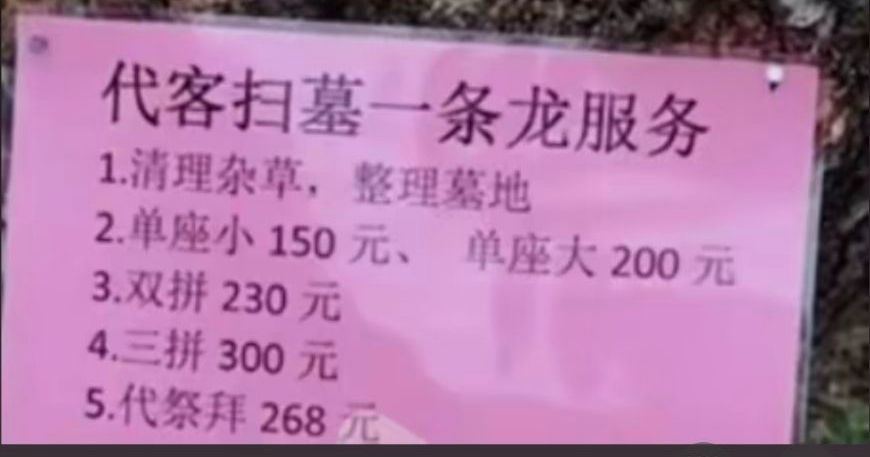 代客扫墓一条龙服务
1.清理杂草，整理墓地
2.单座小 150 元、 单座大 200 元
3.双拼 230 元
4.三拼 300 元
5.代祭拜 268 元